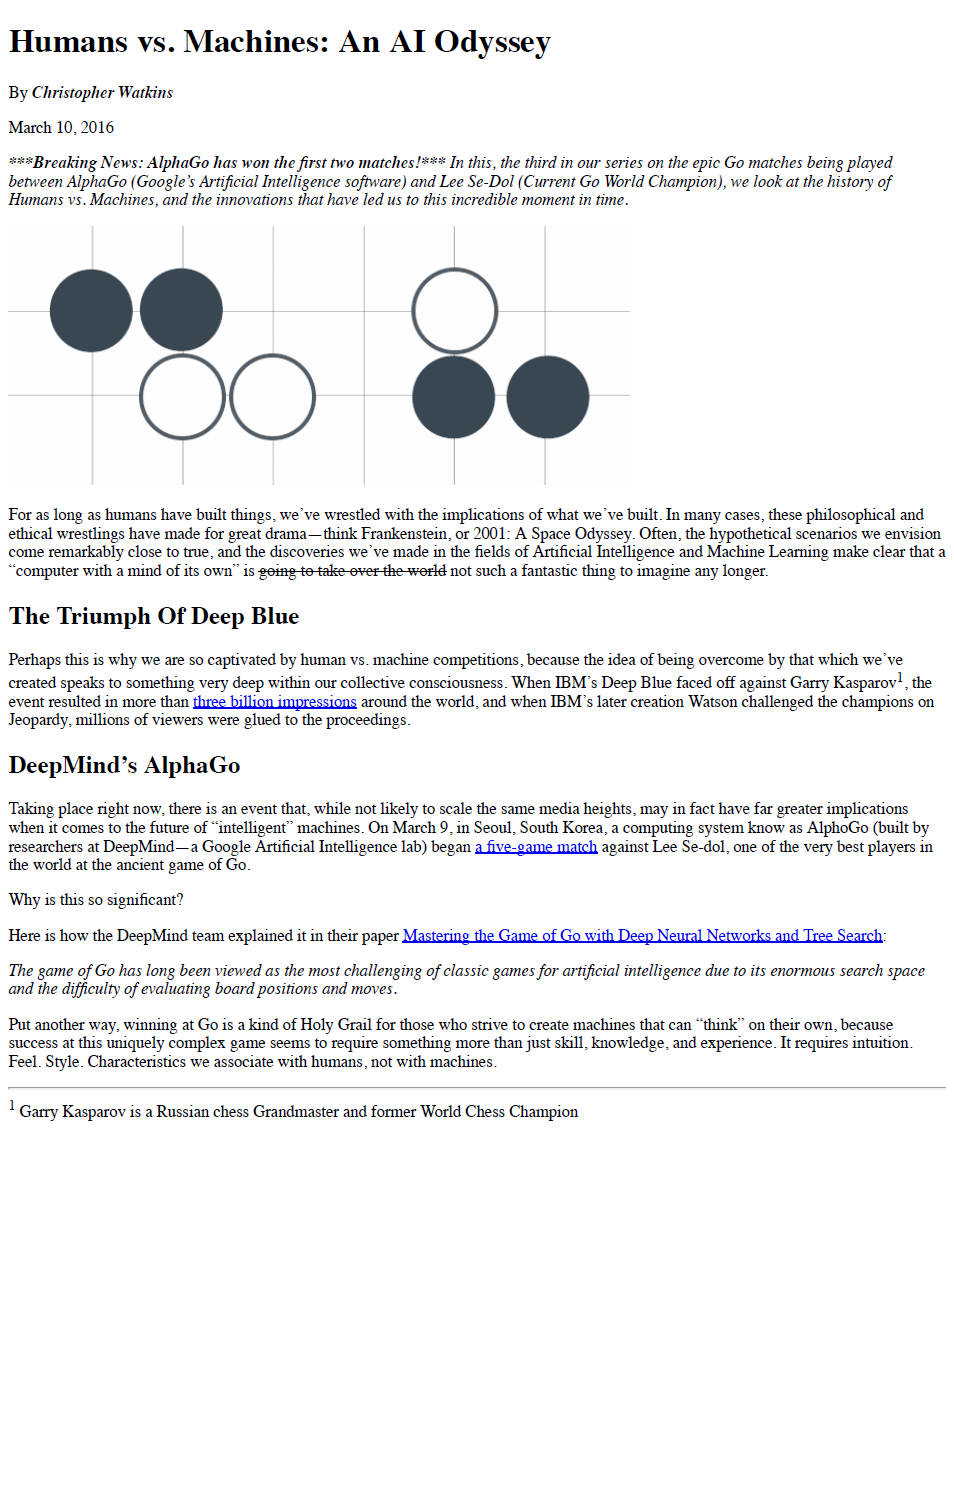 Humans vs. Machines: An AI Odyssey
By Christopher Watkins
March 10, 2016
***Breaking News: AlphaGo has won the first two matches!*** In this, the third in our series on the epic Go matches being played
between AlphaGo (Google’s Artificial Intelligence software) and Lee Se-Dol (Current Go World Champion), we look at the history of
Humans vs. Machines, and the innovations that have led us to this incredible moment in time.
For as long as humans have built things, we’ve wrestled with the implications of what we’ve built. In many cases, these philosophical and
ethical wrestlings have made for great drama—think Frankenstein, or 2001: A Space Odyssey. Often, the hypothetical scenarios we envision
come remarkably close to true, and the discoveries we’ve made in the fields of Artificial Intelligence and Machine Learning make clear that a
“computer with a mind of its own” is going to take over the world not such a fantastic thing to imagine any longer.
The Triumph Of Deep Blue
Perhaps this is why we are so captivated by human vs. machine competitions, because the idea of being overcome by that which we’ve
created speaks to something very deep within our collective consciousness. When IBM’s Deep Blue faced off against Garry Kasparov1, the
event resulted in more than three billion impressions around the world, and when IBM’s later creation Watson challenged the champions on
Jeopardy, millions of viewers were glued to the proceedings.
DeepMind’s AlphaGo
Taking place right now, there is an event that, while not likely to scale the same media heights, may in fact have far greater implications
when it comes to the future of “intelligent” machines. On March 9, in Seoul, South Korea, a computing system know as AlphoGo (built by
researchers at DeepMind—a Google Artificial Intelligence lab) began a five-game match against Lee Se-dol, one of the very best players in
the world at the ancient game of Go.
Why is this so significant?
Here is how the DeepMind team explained it in their paper Mastering the Game of Go with Deep Neural Networks and Tree Search:
The game of Go has long been viewed as the most challenging of classic games for artificial intelligence due to its enormous search space
and the difficulty of evaluating board positions and moves.
Put another way, winning at Go is a kind of Holy Grail for those who strive to create machines that can “think” on their own, because
success at this uniquely complex game seems to require something more than just skill, knowledge, and experience. It requires intuition.
Feel. Style. Characteristics we associate with humans, not with machines.
1 Garry Kasparov is a Russian chess Grandmaster and former World Chess Champion